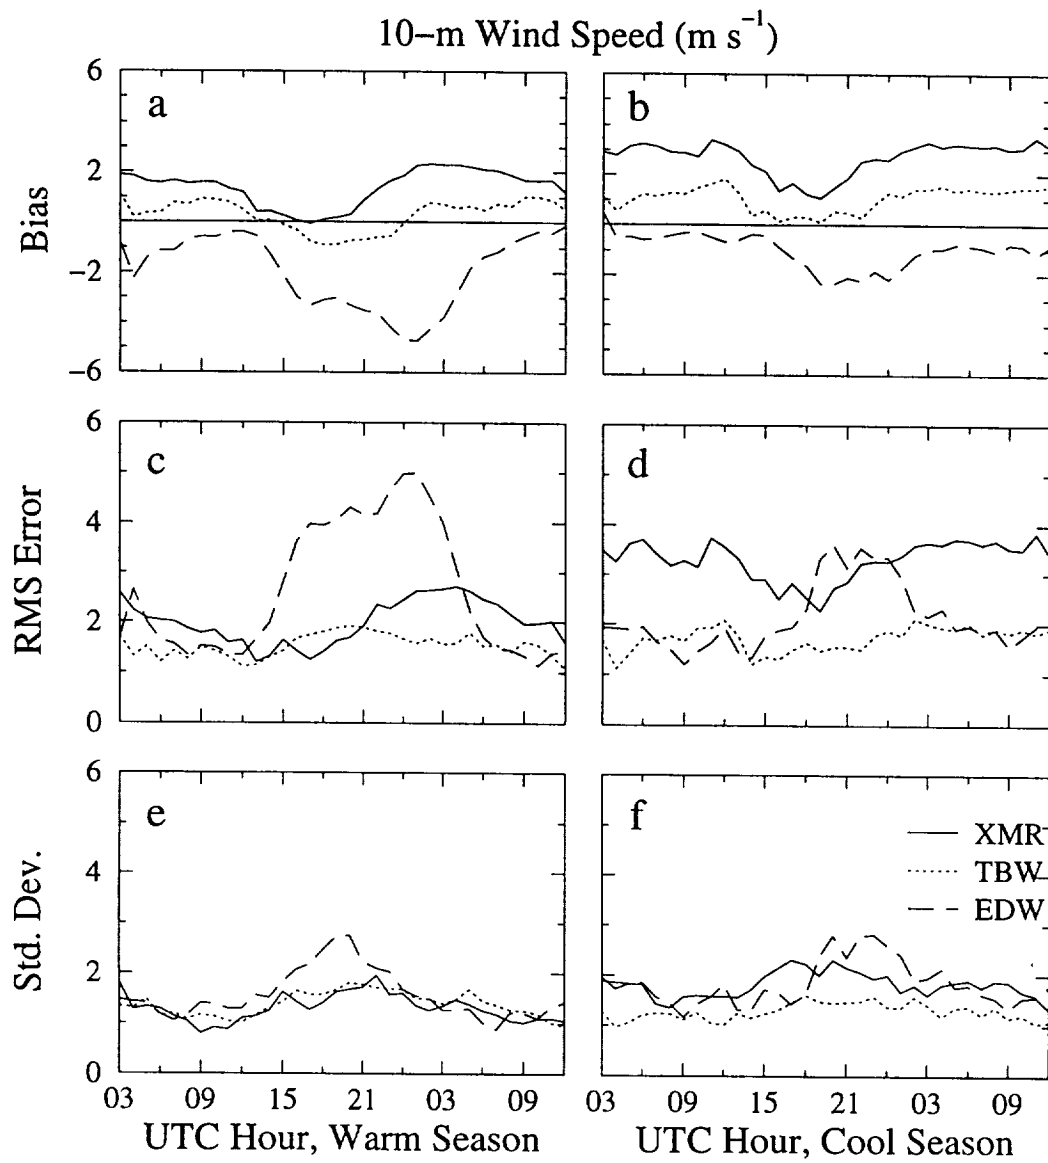 10–m Wind Speed (m s⁻¹)
a
b
Bias
6
2
−2
−6
c
d
RMS Error
6
4
2
0
e
f
Std. Dev.
6
4
2
0
XMR
TBW
EDW
03 09 15 21 03 09
03 09 15 21 03 09
UTC Hour, Warm Season
UTC Hour, Cool Season